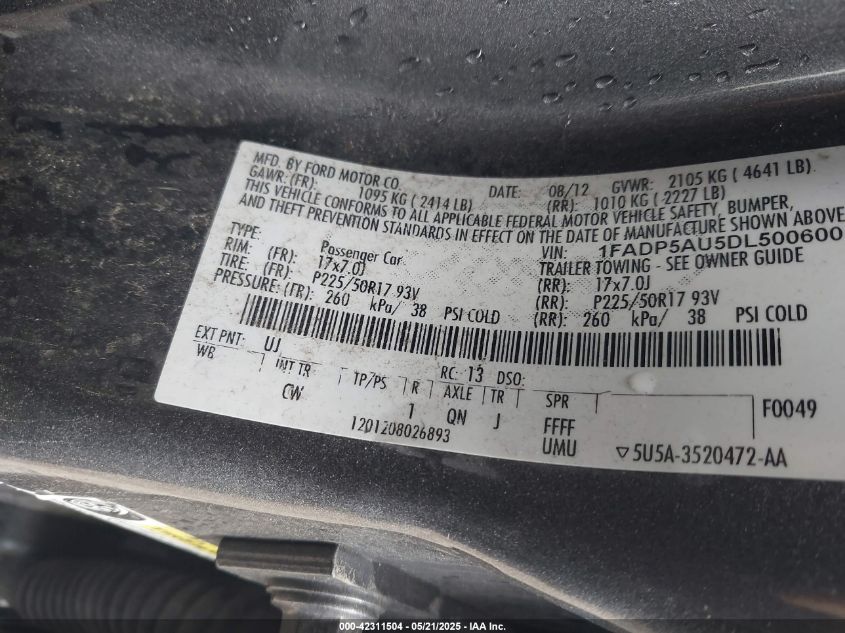 MFD. BY FORD MOTOR CO. DATE: 08/12 GVWR: 2105 KG ( 4641 LB)
GAWR: (FR): 1095 KG ( 2414 LB) (RR): 1010 KG ( 2227 LB)
THIS VEHICLE CONFORMS TO ALL APPLICABLE FEDERAL MOTOR VEHICLE SAFETY, BUMPER,
AND THEFT PREVENTION STANDARDS IN EFFECT ON THE DATE OF MANUFACTURE SHOWN ABOVE
VIN: 1FADP5AU5DL500600
TYPE: Passenger Car TRAILER TOWING - SEE OWNER GUIDE
RIM: (FR): 17x7.0J (RR): 17x7.0J
TIRE: (FR): P225/50R17 93V (RR): P225/50R17 93V
PRESSURE: (FR): 260 kPa/ 38 PSI COLD (RR): 260 kPa/ 38 PSI COLD
EXT PNT: UJ RC: 13 DSO:
WB INT TR TP/PS R AXLE TR SPR
CW 1 QN J FFFF F0049
1201208026893 UMU ▽5U5A-3520472-AA
000-42311504 - 05/21/2025 - IAA Inc.